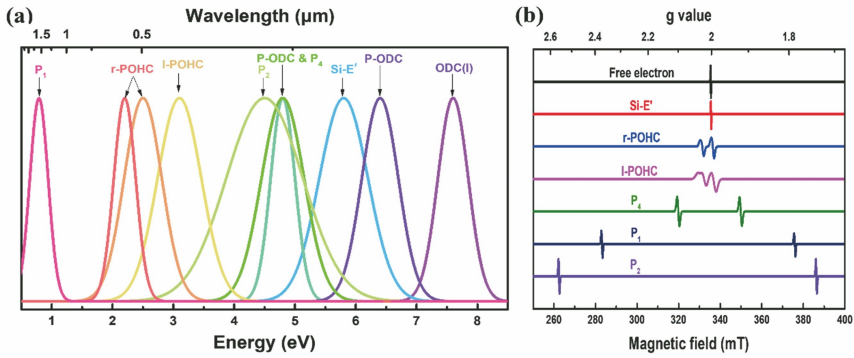 (a)
Wavelength (μm)
1.5 1 0.5
P₁
r-POHC
l-POHC
P₂
P-ODC & P₄
Si-E′
P-ODC
ODC(I)
1 2 3 4 5 6 7 8
Energy (eV)
(b)
g value
2.6 2.4 2.2 2 1.8
Free electron
Si-E'
r-POHC
l-POHC
P₄
P₁
P₂
260 280 300 320 340 360 380 400
Magnetic field (mT)